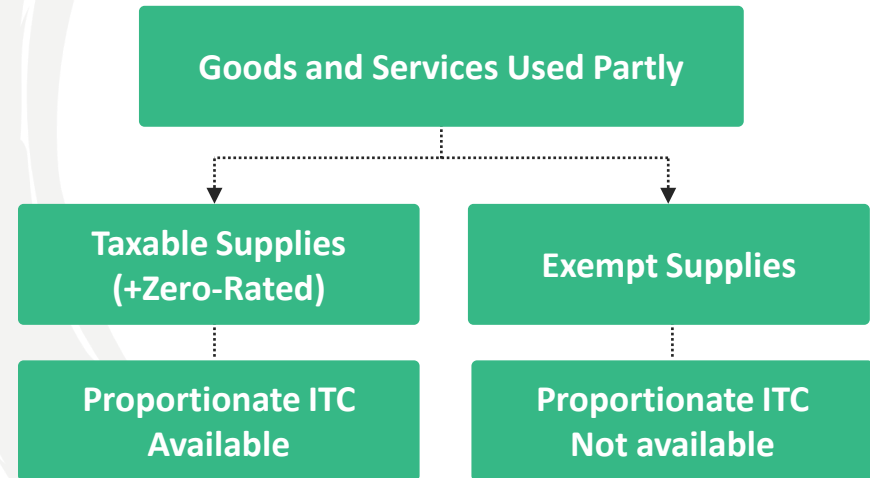 Goods and Services Used Partly
Taxable Supplies
(+Zero-Rated)
Exempt Supplies
Proportionate ITC
Available
Proportionate ITC
Not available